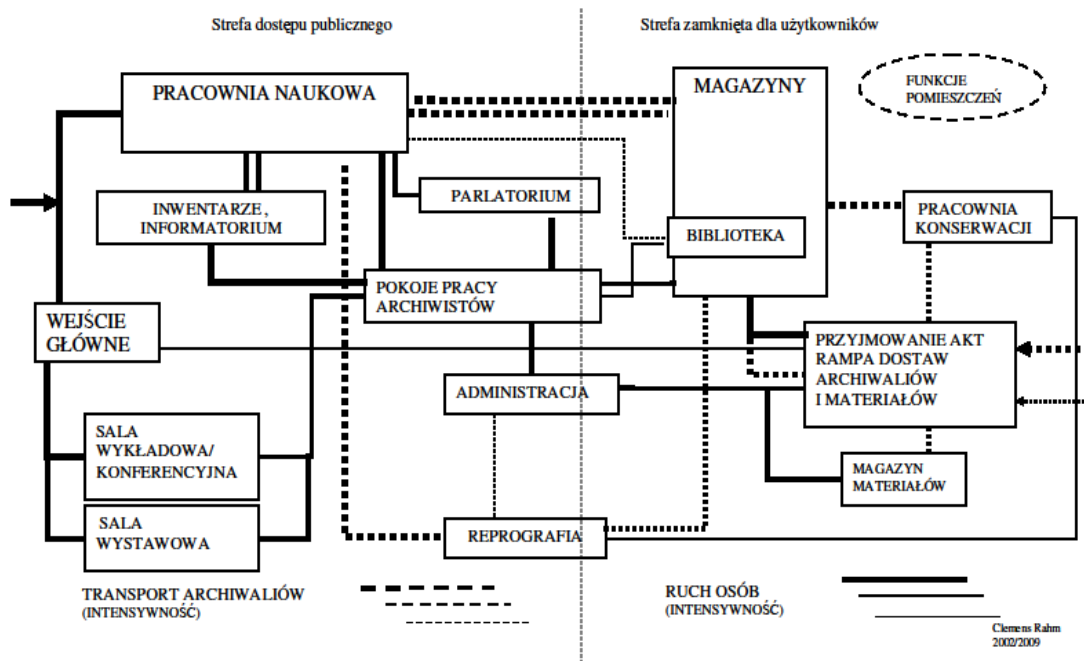 Strefa dostępu publicznego
Strefa zamknięta dla użytkowników
PRACOWNIA NAUKOWA
MAGAZYNY
FUNKCJE
POMIESZCZEŃ
INWENTARZE,
INFORMATORIUM
PARLATORIUM
BIBLIOTEKA
PRACOWNIA
KONSERWACJI
POKOJE PRACY
ARCHIWISTÓW
WEJŚCIE
GŁÓWNE
PRZYJMOWANIE AKT
RAMPA DOSTAW
ARCHIWALIÓW
I MATERIAŁÓW
ADMINISTRACJA
SALA
WYKŁADOWA/
KONFERENCYJNA
MAGAZYN
MATERIAŁÓW
SALA
WYSTAWOWA
REPROGRAFIA
TRANSPORT ARCHIWALIÓW
(INTENSYWNOŚĆ)
RUCH OSÓB
(INTENSYWNOŚĆ)
Clemens Rahm
2002/2009